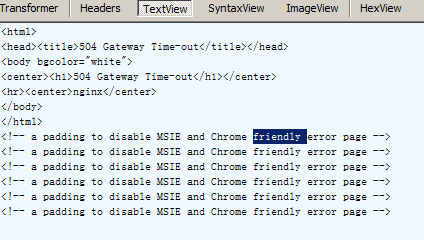 Transformer Headers TextView SyntaxView ImageView HexView
<html>
<head><title>504 Gateway Time-out</title></head>
<body bgcolor="white">
<center><h1>504 Gateway Time-out</h1></center>
<hr><center>nginx</center>
</body>
</html>
<!-- a padding to disable MSIE and Chrome friendly error page -->
<!-- a padding to disable MSIE and Chrome friendly error page -->
<!-- a padding to disable MSIE and Chrome friendly error page -->
<!-- a padding to disable MSIE and Chrome friendly error page -->
<!-- a padding to disable MSIE and Chrome friendly error page -->
<!-- a padding to disable MSIE and Chrome friendly error page -->